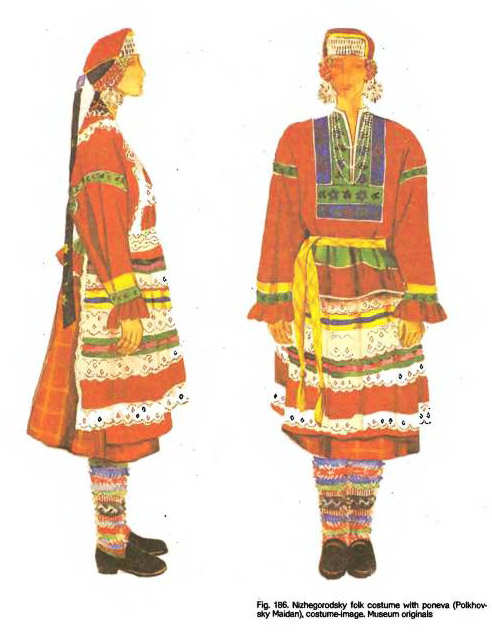 Fig. 186. Nizhegorodsky folk costume with poneva (Polkhov-
sky Maidan), costume-image. Museum originals